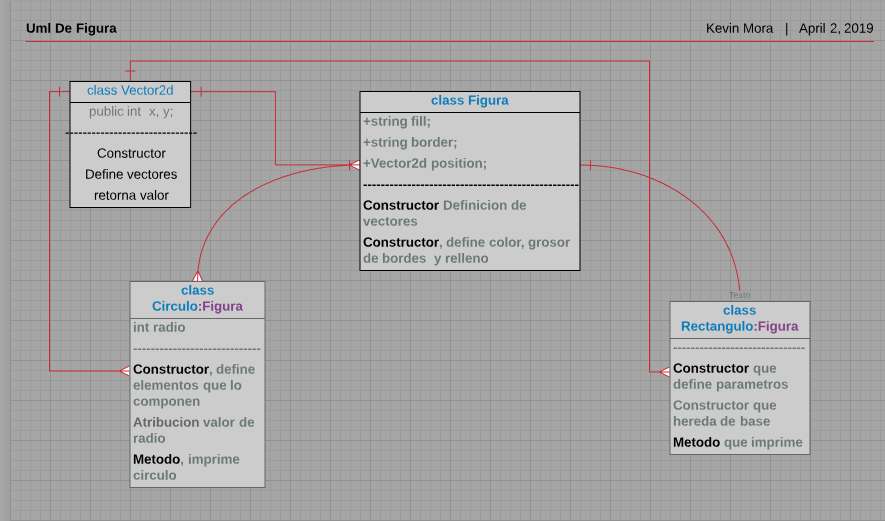 Uml De Figura
Kevin Mora | April 2, 2019
class Vector2d
public int x, y;
Constructor
Define vectores
retorna valor
class Figura
+string fill;
+string border;
+Vector2d position;
Constructor Definicion de
vectores
Constructor, define color, grosor
de bordes y relleno
class
Circulo:Figura
int radio
Constructor, define
elementos que lo
componen
Atribucion valor de
radio
Metodo, imprime
circulo
Texto
class
Rectangulo:Figura
Constructor que
define parametros
Constructor que
hereda de base
Metodo que imprime